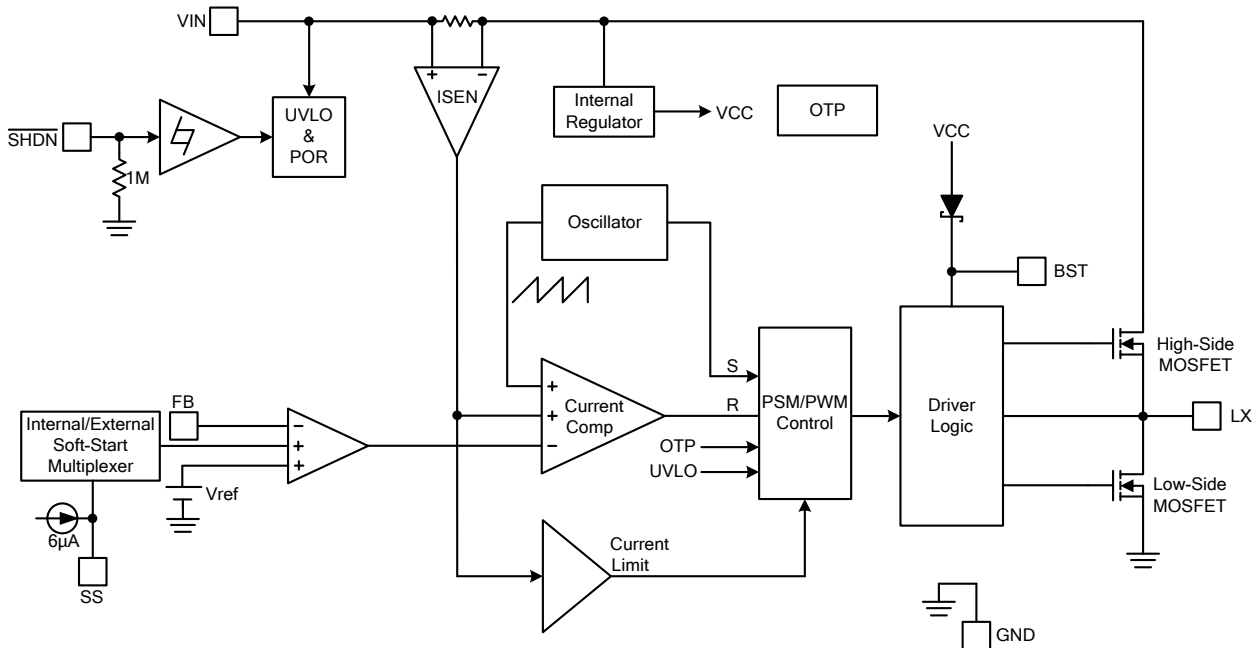 VIN
+
−
ISEN
Internal
Regulator
VCC
OTP
SHDN
UVLO
&
POR
1M
VCC
Oscillator
BST
High-Side
MOSFET
S
+
FB
Internal/External
Soft-Start
Multiplexer
−
+
+
+
Current
Comp
−
R
PSM/PWM
Control
Driver
Logic
LX
OTP
UVLO
Vref
Low-Side
MOSFET
6µA
Current
Limit
SS
GND